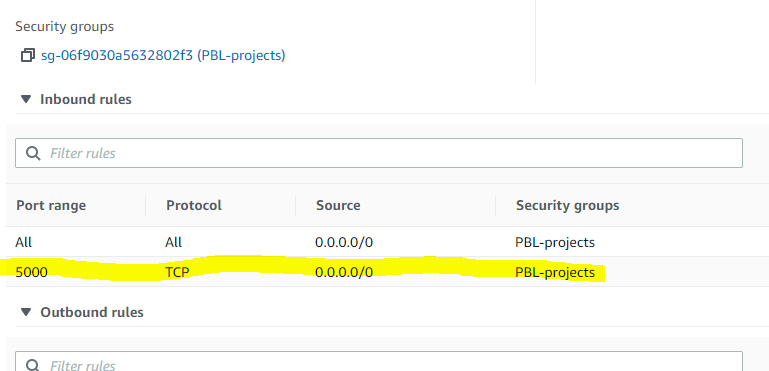 Security groups
sg-06f9030a5632802f3 (PBL-projects)
Inbound rules
Filter rules
Port range Protocol Source Security groups
All All 0.0.0.0/0 PBL-projects
5000 TCP 0.0.0.0/0 PBL-projects
Outbound rules
Filter rules